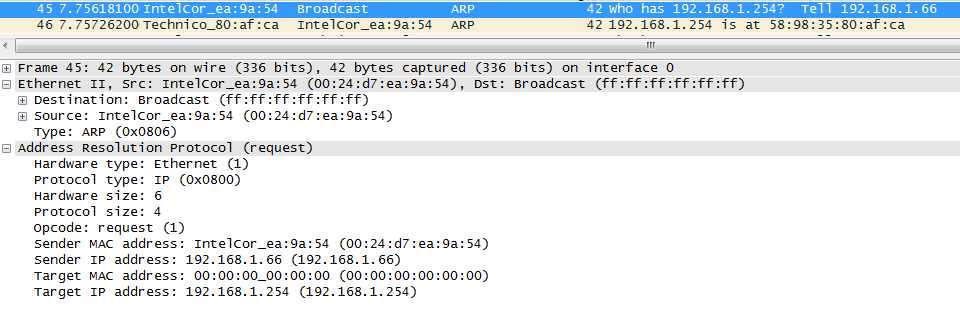 45 7.75618100 IntelCor_ea:9a:54 Broadcast ARP 42 Who has 192.168.1.254? Tell 192.168.1.66
46 7.75726200 Technico_80:af:ca IntelCor_ea:9a:54 ARP 42 192.168.1.254 is at 58:98:35:80:af:ca
Frame 45: 42 bytes on wire (336 bits), 42 bytes captured (336 bits) on interface 0
Ethernet II, Src: IntelCor_ea:9a:54 (00:24:d7:ea:9a:54), Dst: Broadcast (ff:ff:ff:ff:ff:ff)
Destination: Broadcast (ff:ff:ff:ff:ff:ff)
Source: IntelCor_ea:9a:54 (00:24:d7:ea:9a:54)
Type: ARP (0x0806)
Address Resolution Protocol (request)
Hardware type: Ethernet (1)
Protocol type: IP (0x0800)
Hardware size: 6
Protocol size: 4
Opcode: request (1)
Sender MAC address: IntelCor_ea:9a:54 (00:24:d7:ea:9a:54)
Sender IP address: 192.168.1.66 (192.168.1.66)
Target MAC address: 00:00:00_00:00:00 (00:00:00:00:00:00)
Target IP address: 192.168.1.254 (192.168.1.254)